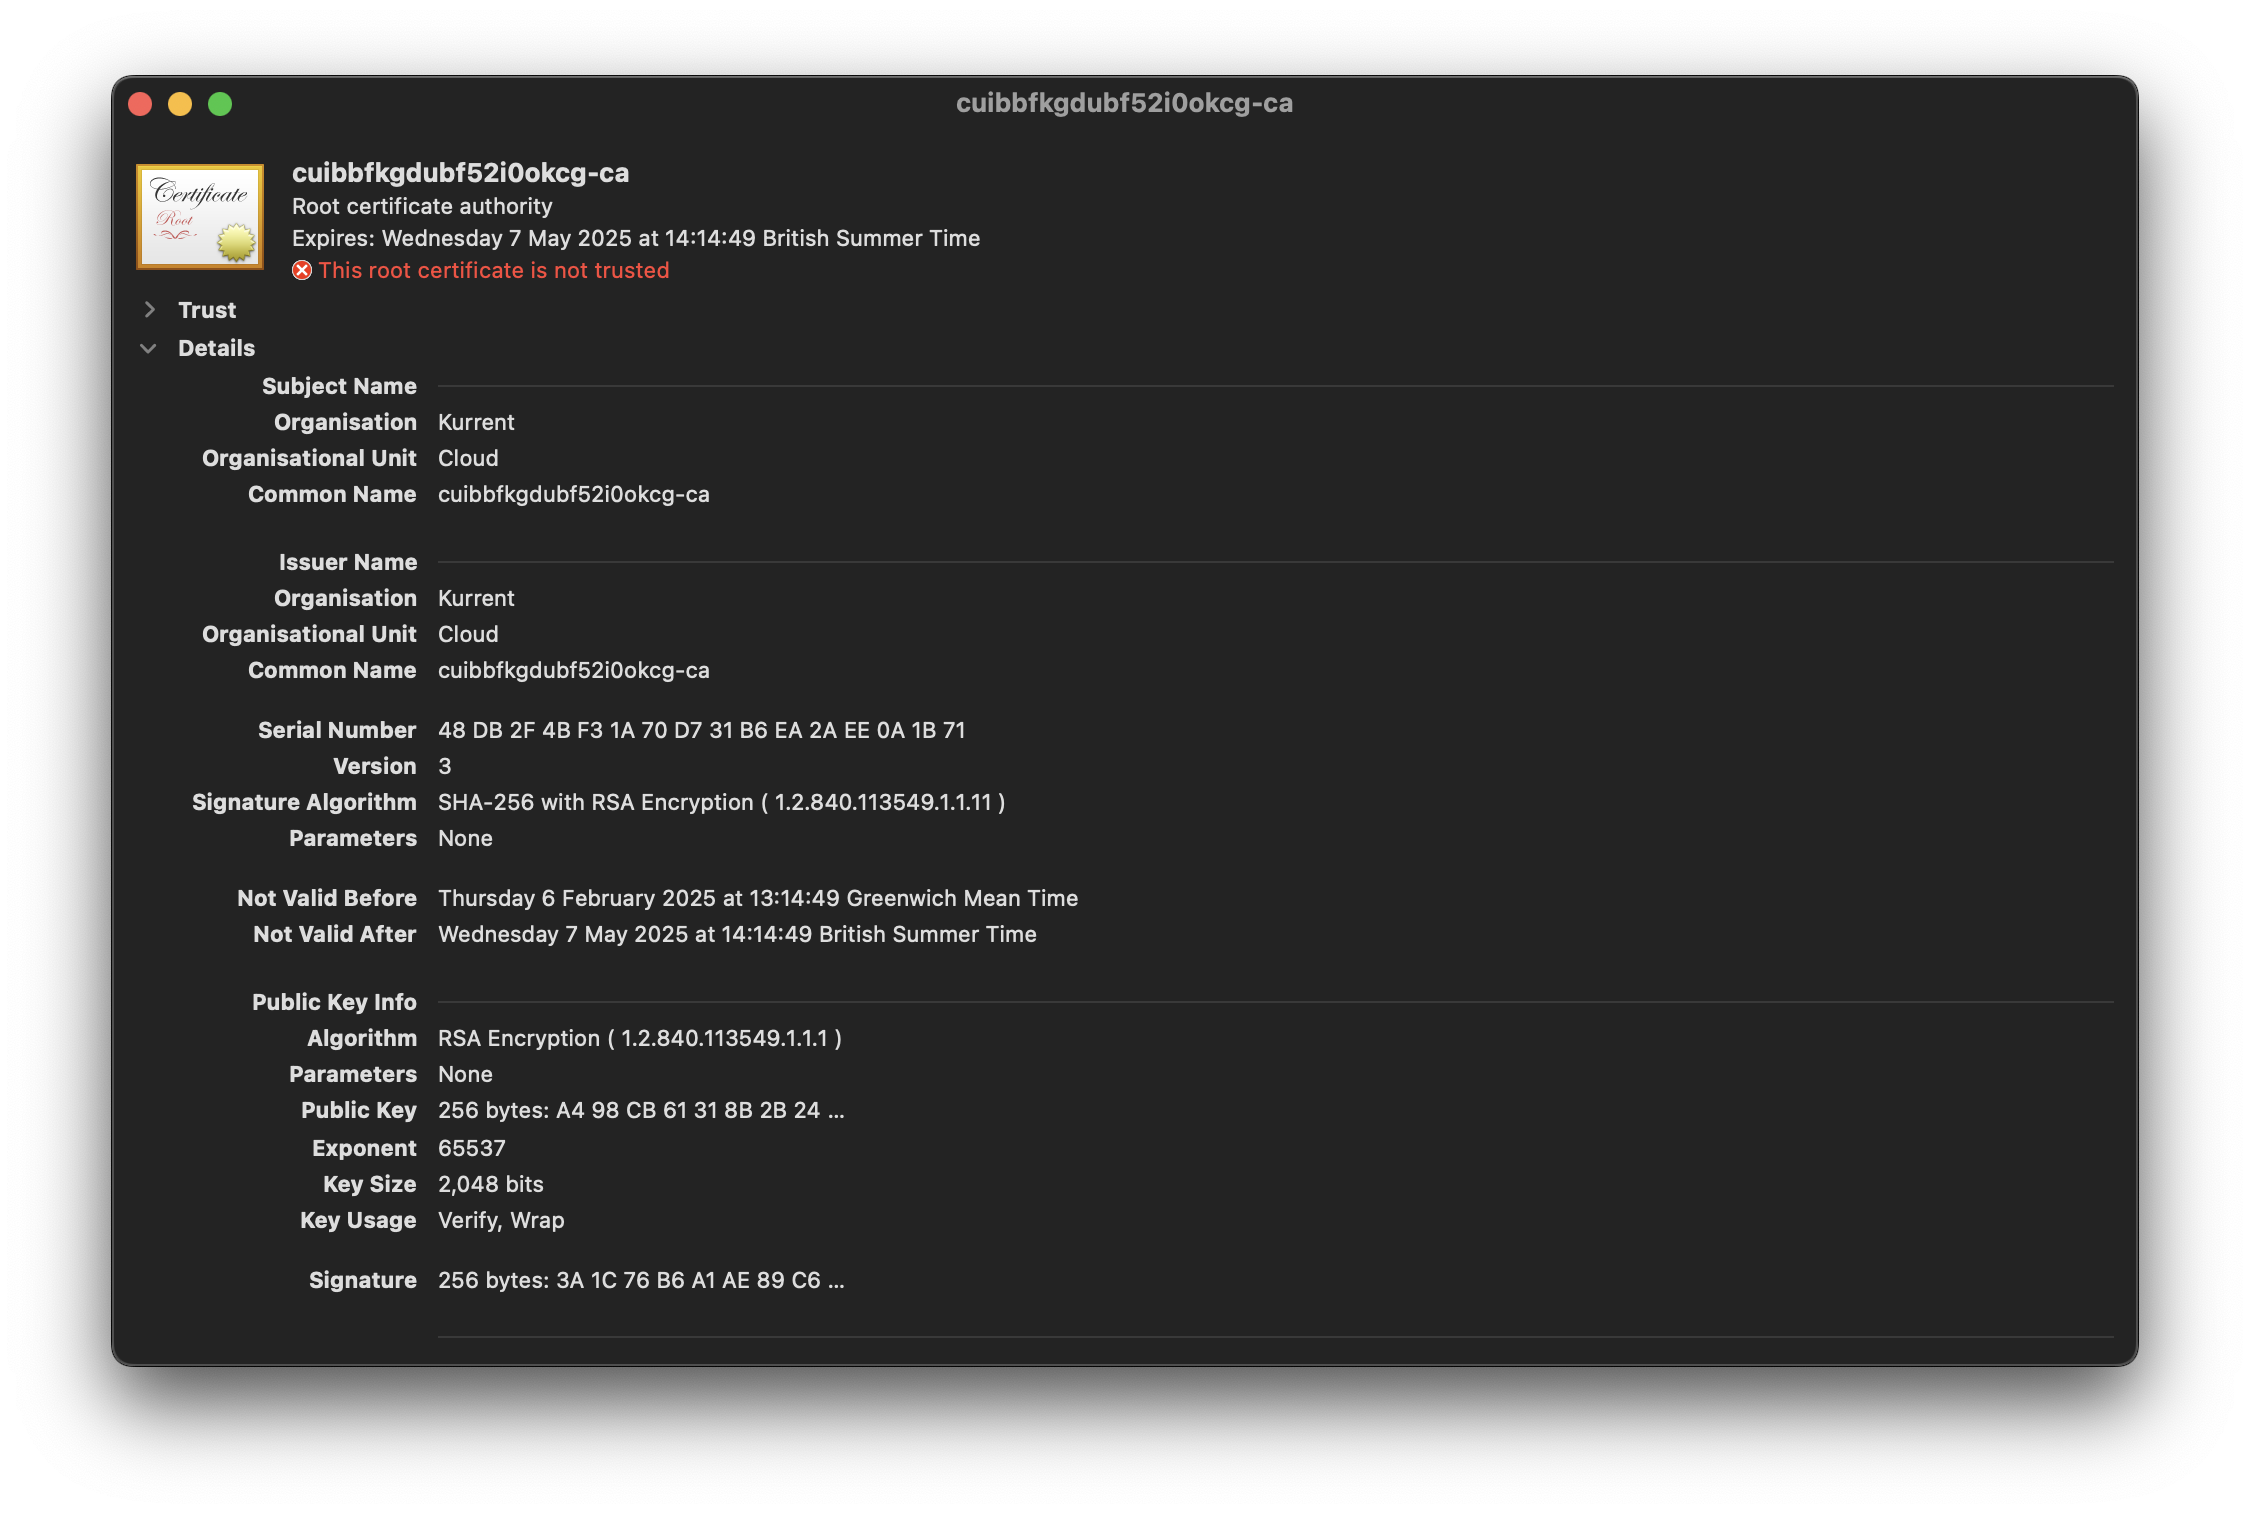 cuibbfkgdubf52i0okcg-ca
Certificate
Root
cuibbfkgdubf52i0okcg-ca
Root certificate authority
Expires: Wednesday 7 May 2025 at 14:14:49 British Summer Time
This root certificate is not trusted
Trust
Details
Subject Name
Organisation Kurrent
Organisational Unit Cloud
Common Name cuibbfkgdubf52i0okcg-ca
Issuer Name
Organisation Kurrent
Organisational Unit Cloud
Common Name cuibbfkgdubf52i0okcg-ca
Serial Number 48 DB 2F 4B F3 1A 70 D7 31 B6 EA 2A EE 0A 1B 71
Version 3
Signature Algorithm SHA-256 with RSA Encryption ( 1.2.840.113549.1.1.11 )
Parameters None
Not Valid Before Thursday 6 February 2025 at 13:14:49 Greenwich Mean Time
Not Valid After Wednesday 7 May 2025 at 14:14:49 British Summer Time
Public Key Info
Algorithm RSA Encryption ( 1.2.840.113549.1.1.1 )
Parameters None
Public Key 256 bytes: A4 98 CB 61 31 8B 2B 24 ...
Exponent 65537
Key Size 2,048 bits
Key Usage Verify, Wrap
Signature 256 bytes: 3A 1C 76 B6 A1 AE 89 C6 ...